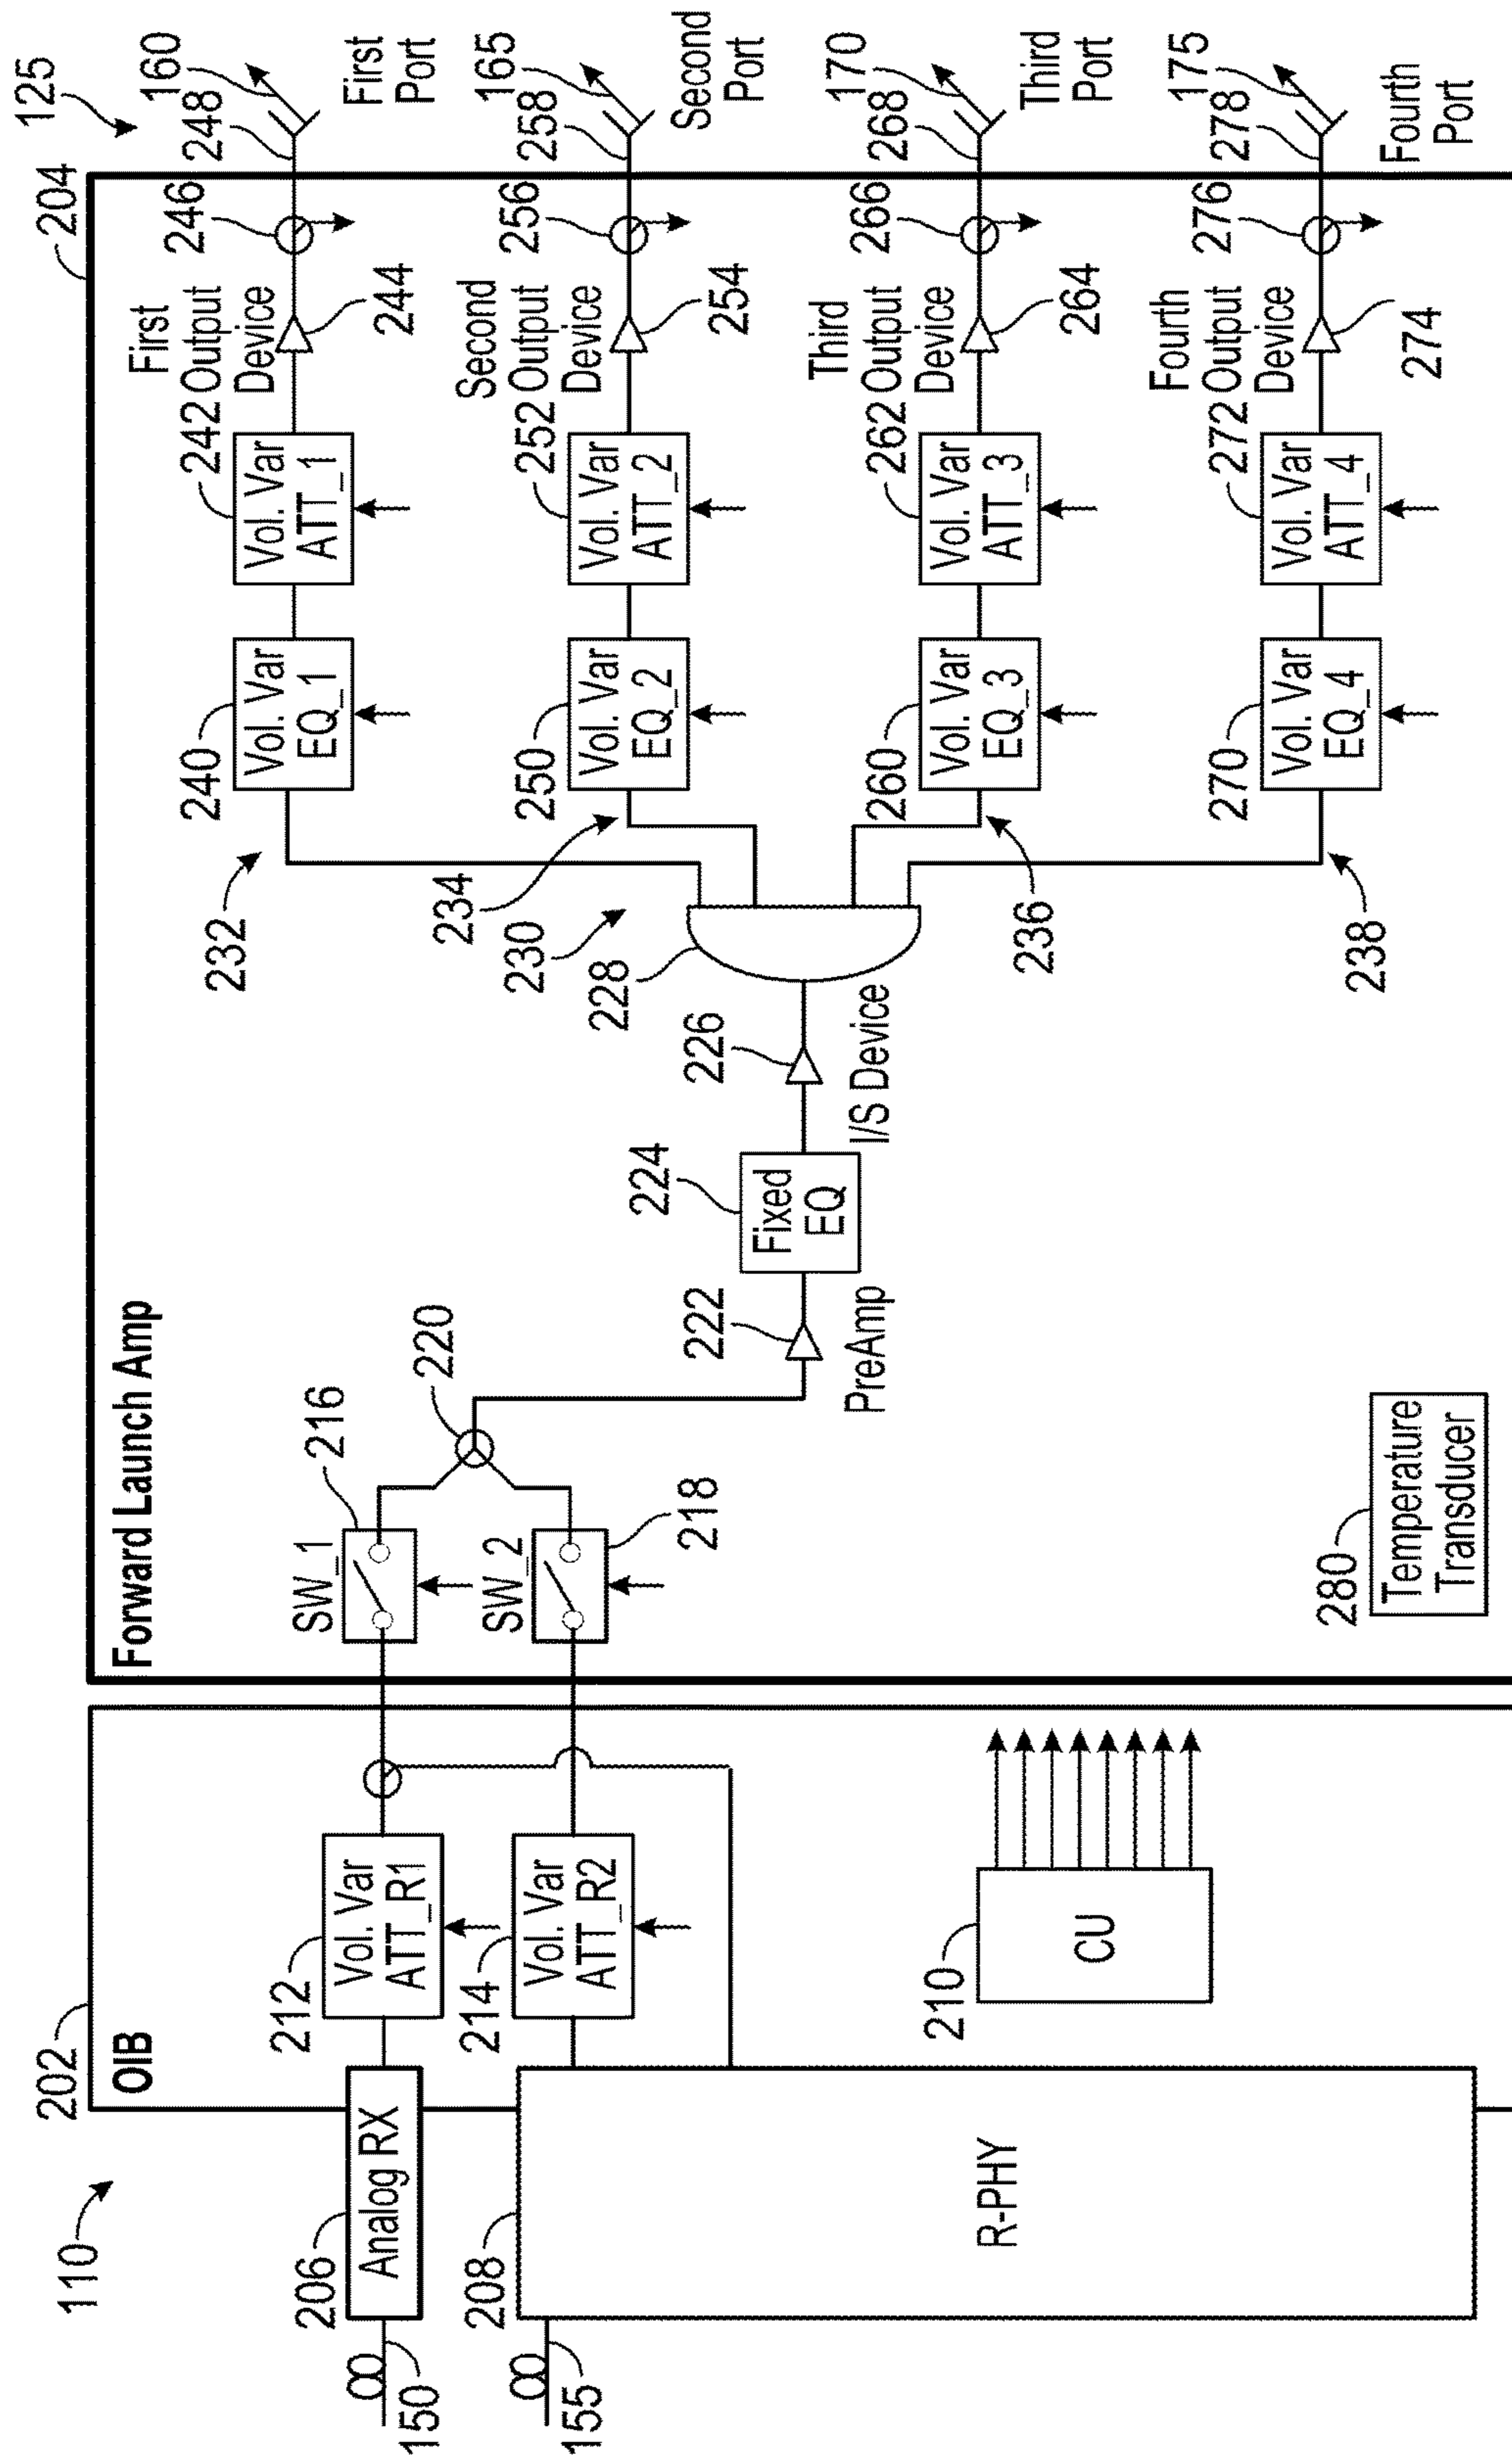 110
202
OIB
206
Analog RX
150
208
R-PHY
155
212
Vol. Var
ATT_R1
214
Vol. Var
ATT_R2
210
CU
204
Forward Launch Amp
SW_1
216
SW_2
218
220
222
PreAmp
224
Fixed
EQ
226
I/S Device
228
230
232
234
236
238
280
Temperature
Transducer
240
Vol. Var
EQ_1
242
Vol. Var
ATT_1
First
Output
Device
244
246
248
160
First
Port
125
250
Vol. Var
EQ_2
252
Vol. Var
ATT_2
Second
Output
Device
254
256
258
165
Second
Port
260
Vol. Var
EQ_3
262
Vol. Var
ATT_3
Third
Output
Device
264
266
268
170
Third
Port
270
Vol. Var
EQ_4
272
Vol. Var
ATT_4
Fourth
Output
Device
274
276
278
175
Fourth
Port